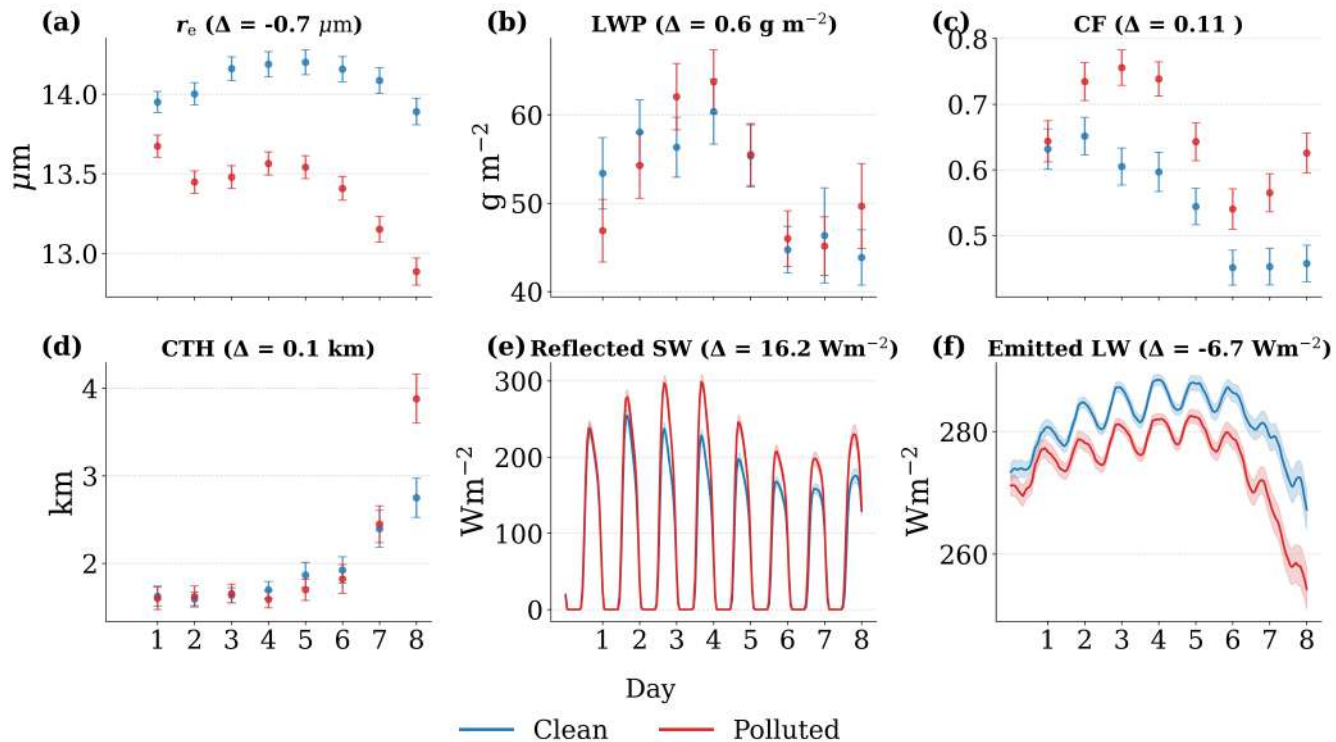 (a) rₑ (Δ = -0.7 μm)
μm
14.0
13.5
13.0
(b) LWP (Δ = 0.6 g m⁻²)
g m⁻²
60
50
40
(c) CF (Δ = 0.11 )
0.8
0.7
0.6
0.5
(d) CTH (Δ = 0.1 km)
km
4
3
2
1 2 3 4 5 6 7 8
(e) Reflected SW (Δ = 16.2 Wm⁻²)
Wm⁻²
300
200
100
0
1 2 3 4 5 6 7 8
(f) Emitted LW (Δ = -6.7 Wm⁻²)
Wm⁻²
280
260
1 2 3 4 5 6 7 8
Day
Clean Polluted